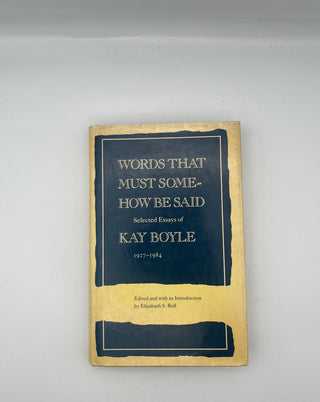 WORDS THAT
MUST SOME-
HOW BE SAID
Selected Essays of
KAY BOYLE
1927–1984
Edited and with an Introduction
by Elizabeth S. Bell